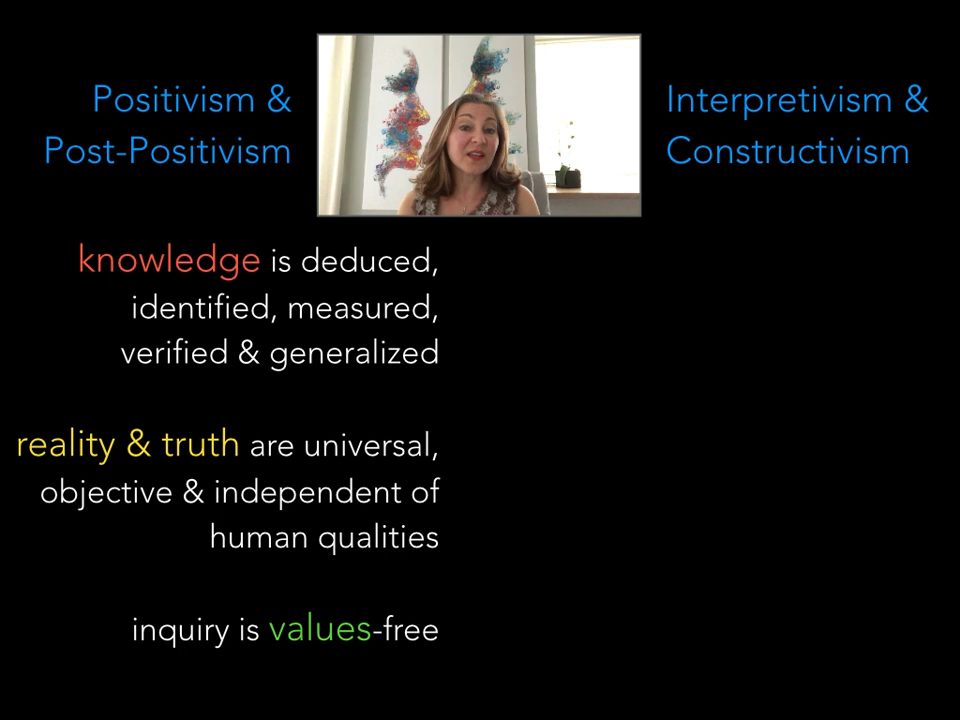 Positivism &
Post-Positivism
Interpretivism &
Constructivism
knowledge is deduced,
identified, measured,
verified & generalized
reality & truth are universal,
objective & independent of
human qualities
inquiry is values-free